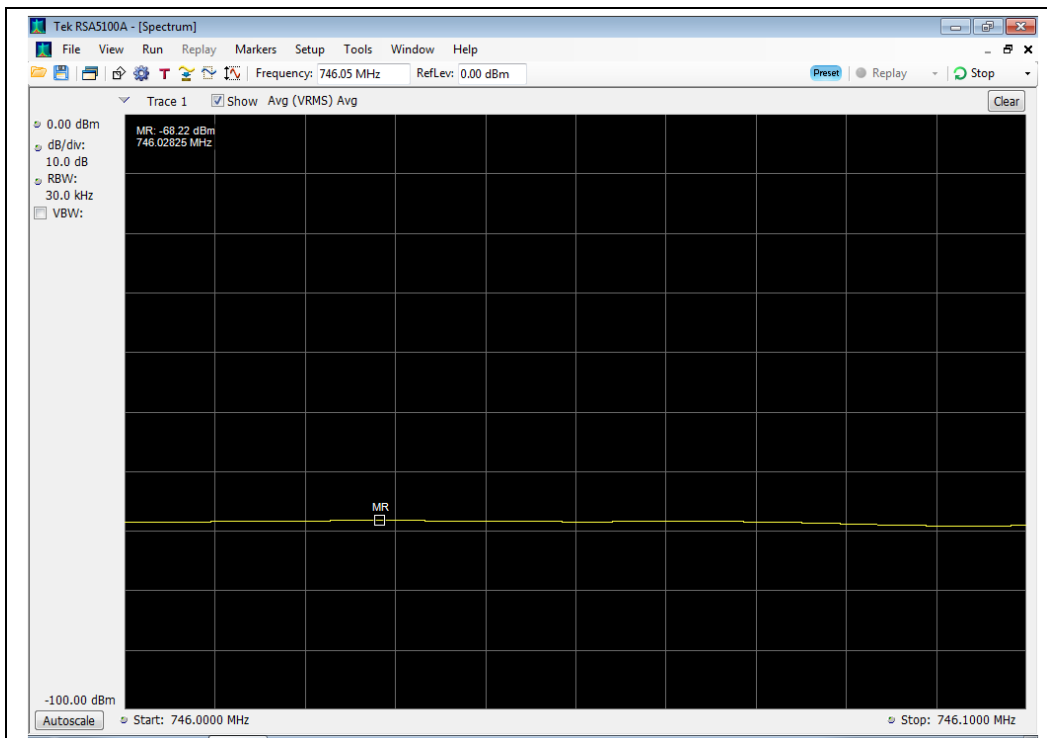 Tek RSA5100A - [Spectrum]
File View Run Replay Markers Setup Tools Window Help
T Frequency: 746.05 MHz RefLev: 0.00 dBm Preset Replay Stop
Trace 1 Show Avg (VRMS) Avg Clear
0.00 dBm
dB/div:
10.0 dB
RBW:
30.0 kHz
VBW:
MR: -68.22 dBm
746.02825 MHz
MR
-100.00 dBm
Autoscale Start: 746.0000 MHz Stop: 746.1000 MHz